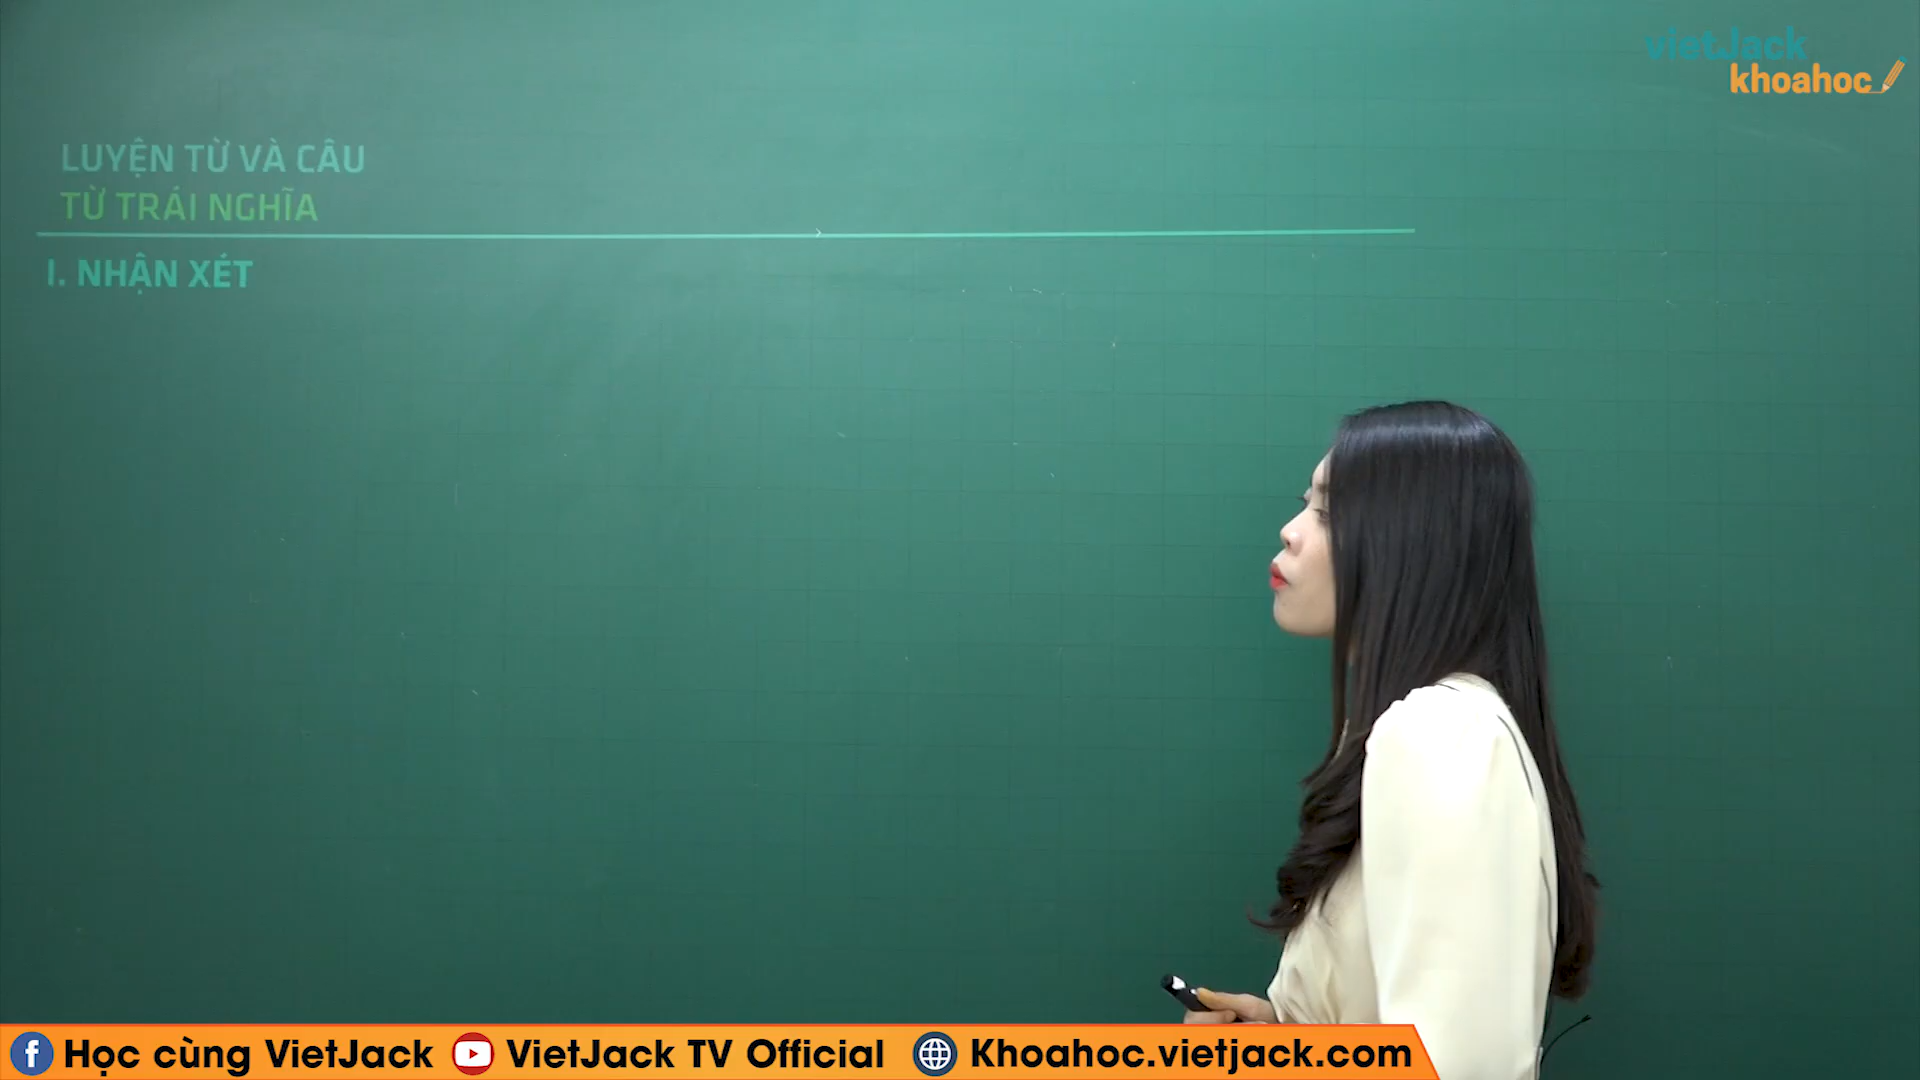 vietJack
khoahoc
LUYỆN TỪ VÀ CÂU
TỪ TRÁI NGHĨA
I. NHẬN XÉT
Học cùng VietJack VietJack TV Official Khoahoc.vietjack.com